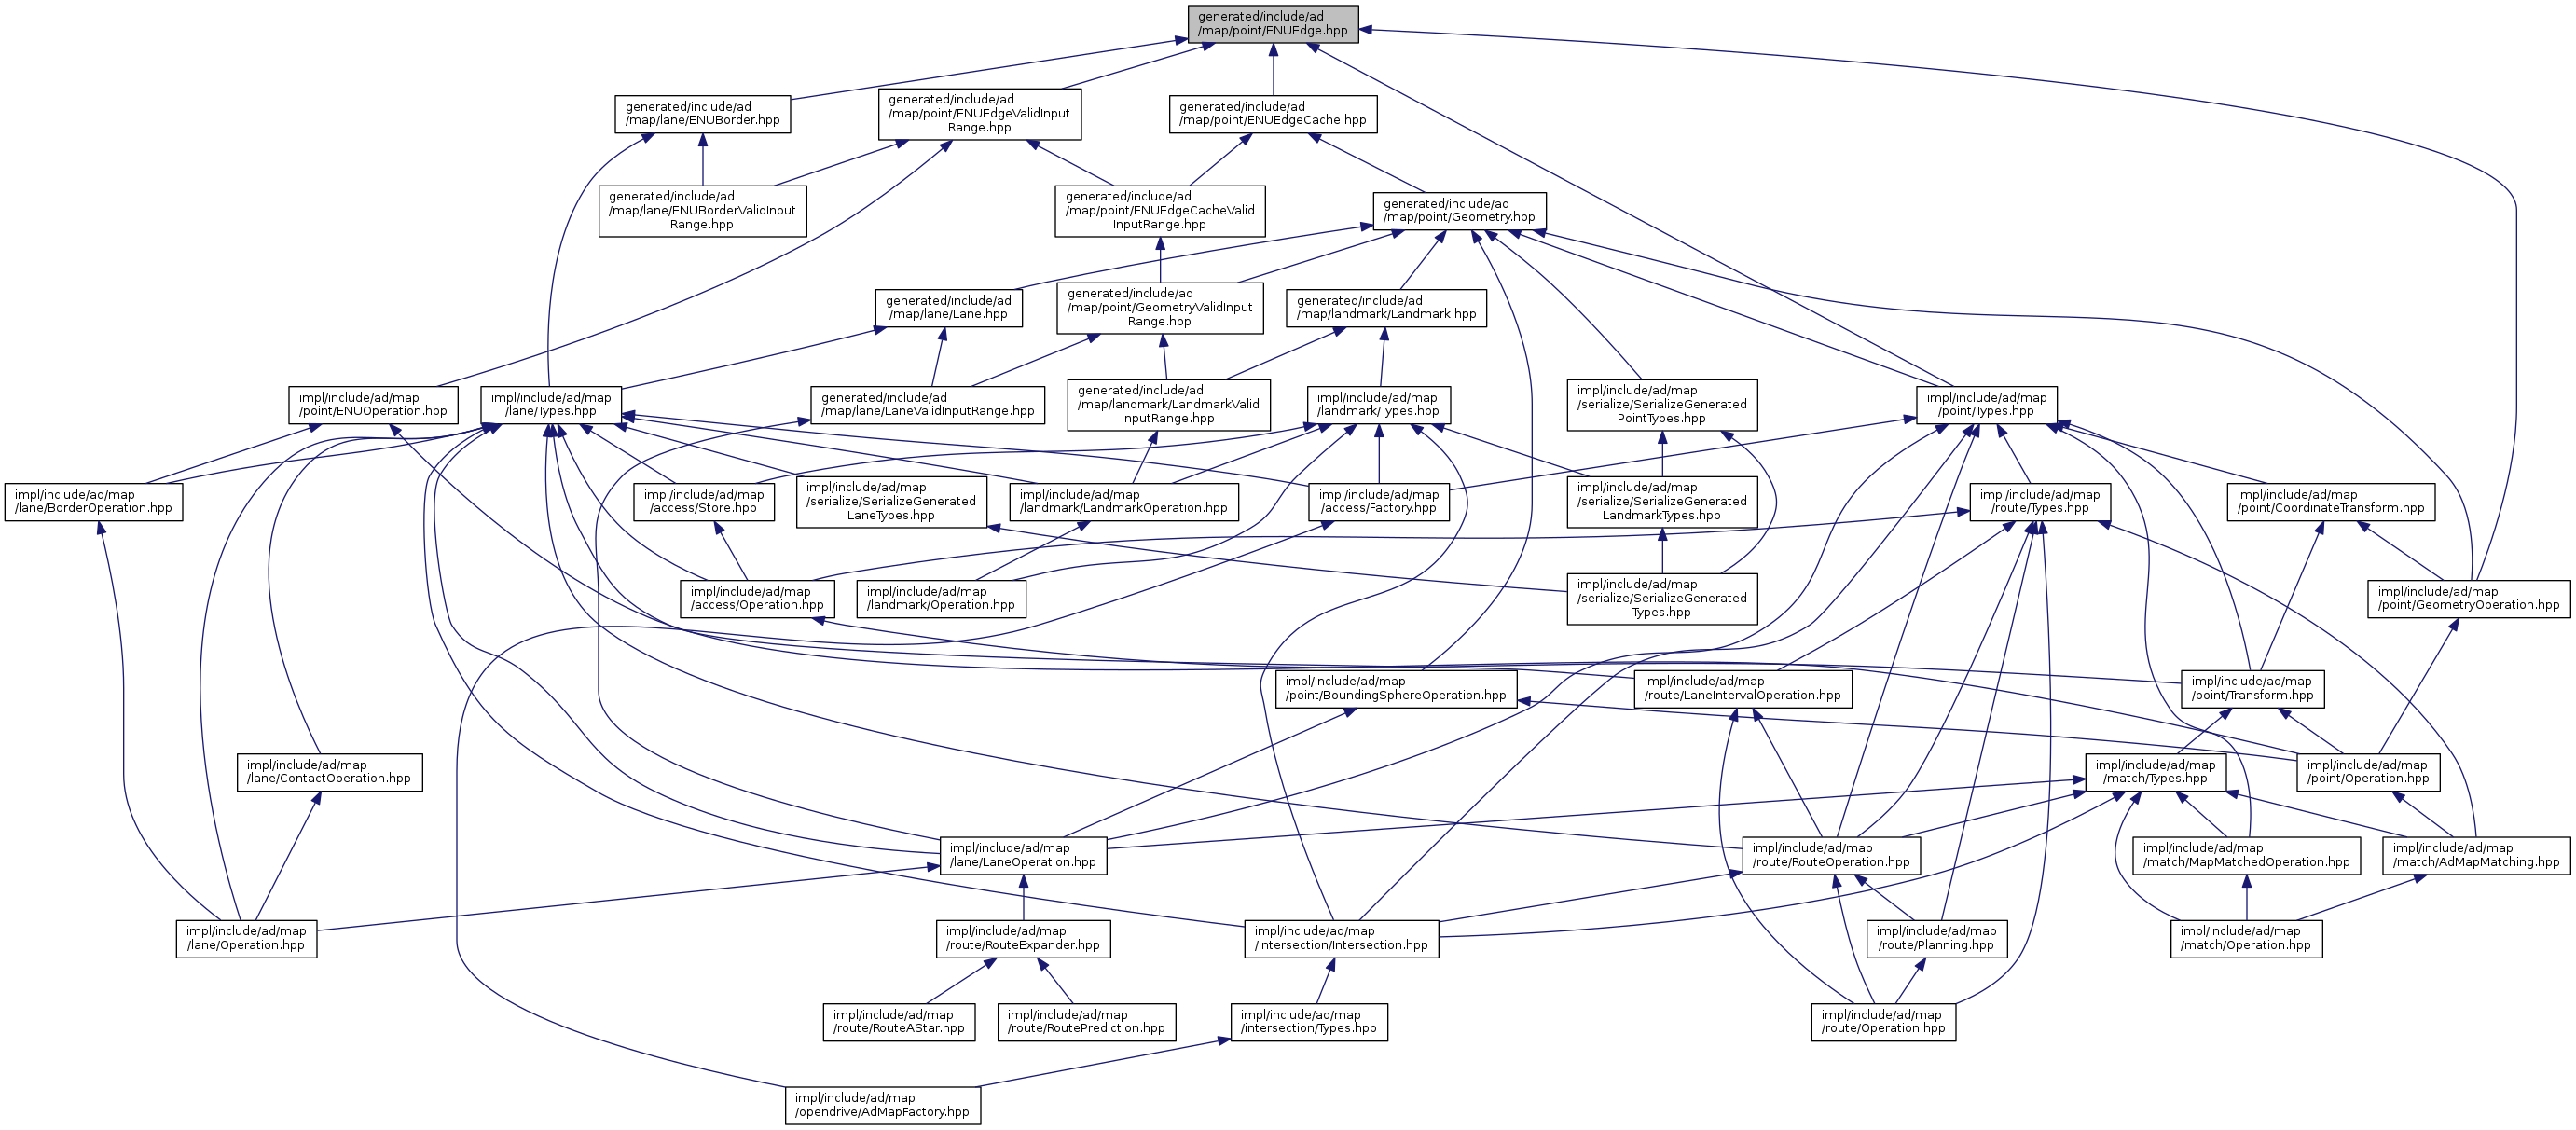 generated/include/ad
/map/point/ENUEdge.hpp
generated/include/ad
/map/lane/ENUBorder.hpp
generated/include/ad
/map/point/ENUEdgeValidInput
Range.hpp
generated/include/ad
/map/point/ENUEdgeCache.hpp
generated/include/ad
/map/lane/ENUBorderValidInput
Range.hpp
generated/include/ad
/map/point/ENUEdgeCacheValid
InputRange.hpp
generated/include/ad
/map/point/Geometry.hpp
generated/include/ad
/map/lane/Lane.hpp
generated/include/ad
/map/point/GeometryValidInput
Range.hpp
generated/include/ad
/map/landmark/Landmark.hpp
impl/include/ad/map
/point/ENUOperation.hpp
impl/include/ad/map
/lane/Types.hpp
generated/include/ad
/map/lane/LaneValidInputRange.hpp
generated/include/ad
/map/landmark/LandmarkValid
InputRange.hpp
impl/include/ad/map
/landmark/Types.hpp
impl/include/ad/map
/serialize/SerializeGenerated
PointTypes.hpp
impl/include/ad/map
/point/Types.hpp
impl/include/ad/map
/lane/BorderOperation.hpp
impl/include/ad/map
/access/Store.hpp
impl/include/ad/map
/serialize/SerializeGenerated
LaneTypes.hpp
impl/include/ad/map
/landmark/LandmarkOperation.hpp
impl/include/ad/map
/access/Factory.hpp
impl/include/ad/map
/serialize/SerializeGenerated
LandmarkTypes.hpp
impl/include/ad/map
/route/Types.hpp
impl/include/ad/map
/point/CoordinateTransform.hpp
impl/include/ad/map
/access/Operation.hpp
impl/include/ad/map
/landmark/Operation.hpp
impl/include/ad/map
/serialize/SerializeGenerated
Types.hpp
impl/include/ad/map
/point/GeometryOperation.hpp
impl/include/ad/map
/point/BoundingSphereOperation.hpp
impl/include/ad/map
/route/LaneIntervalOperation.hpp
impl/include/ad/map
/point/Transform.hpp
impl/include/ad/map
/lane/ContactOperation.hpp
impl/include/ad/map
/match/Types.hpp
impl/include/ad/map
/point/Operation.hpp
impl/include/ad/map
/lane/LaneOperation.hpp
impl/include/ad/map
/route/RouteOperation.hpp
impl/include/ad/map
/match/MapMatchedOperation.hpp
impl/include/ad/map
/match/AdMapMatching.hpp
impl/include/ad/map
/lane/Operation.hpp
impl/include/ad/map
/route/RouteExpander.hpp
impl/include/ad/map
/intersection/Intersection.hpp
impl/include/ad/map
/route/Planning.hpp
impl/include/ad/map
/match/Operation.hpp
impl/include/ad/map
/route/RouteAStar.hpp
impl/include/ad/map
/route/RoutePrediction.hpp
impl/include/ad/map
/intersection/Types.hpp
impl/include/ad/map
/route/Operation.hpp
impl/include/ad/map
/opendrive/AdMapFactory.hpp